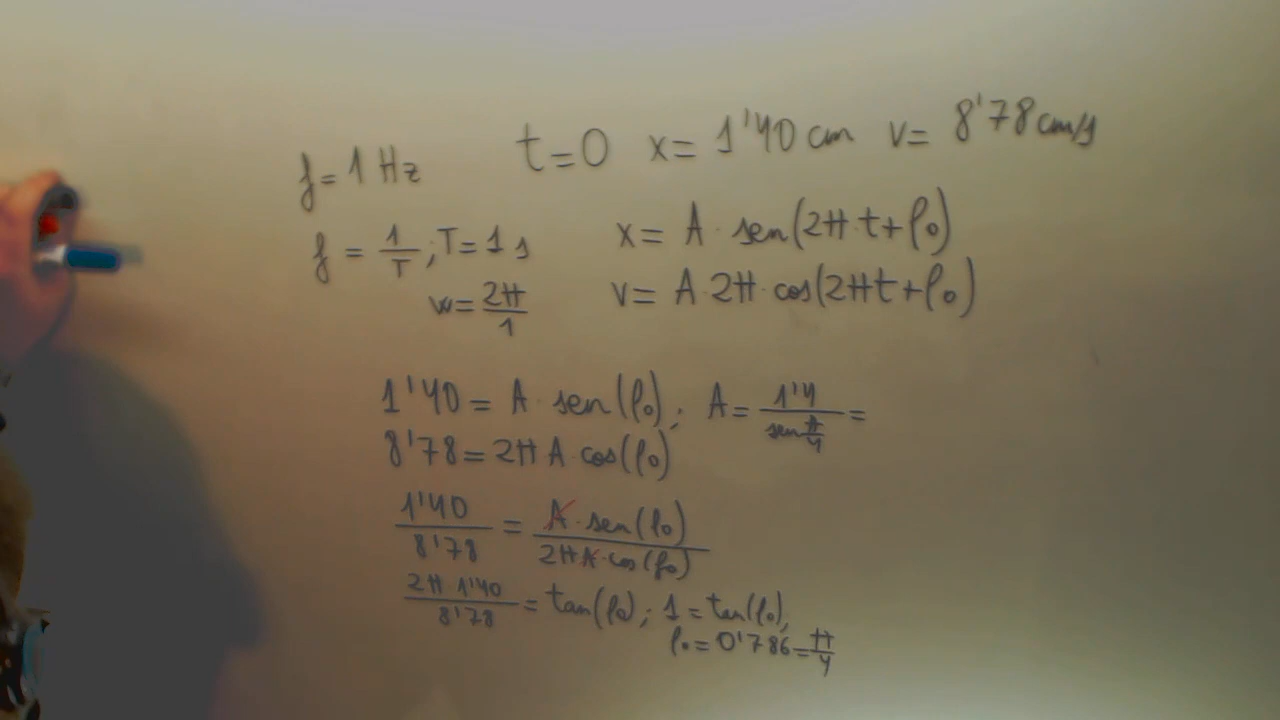 f = 1 Hz t = 0 x = 1'40 cm v = 8'78 cm/s
f = 1/T ; T = 1 s x = A · sen(2π·t + φ0)
w = 2π/1 v = A·2π·cos(2πt + φ0)
1'40 = A · sen(φ0); A = 1'4/sen π/4 =
8'78 = 2π A · cos(φ0)
1'40/8'78 = A · sen(φ0)/2πA·cos(φ0)
2π 1'40/8'78 = tan(φ0); 1 = tan(φ0);
φ0 = 0'786 = π/4